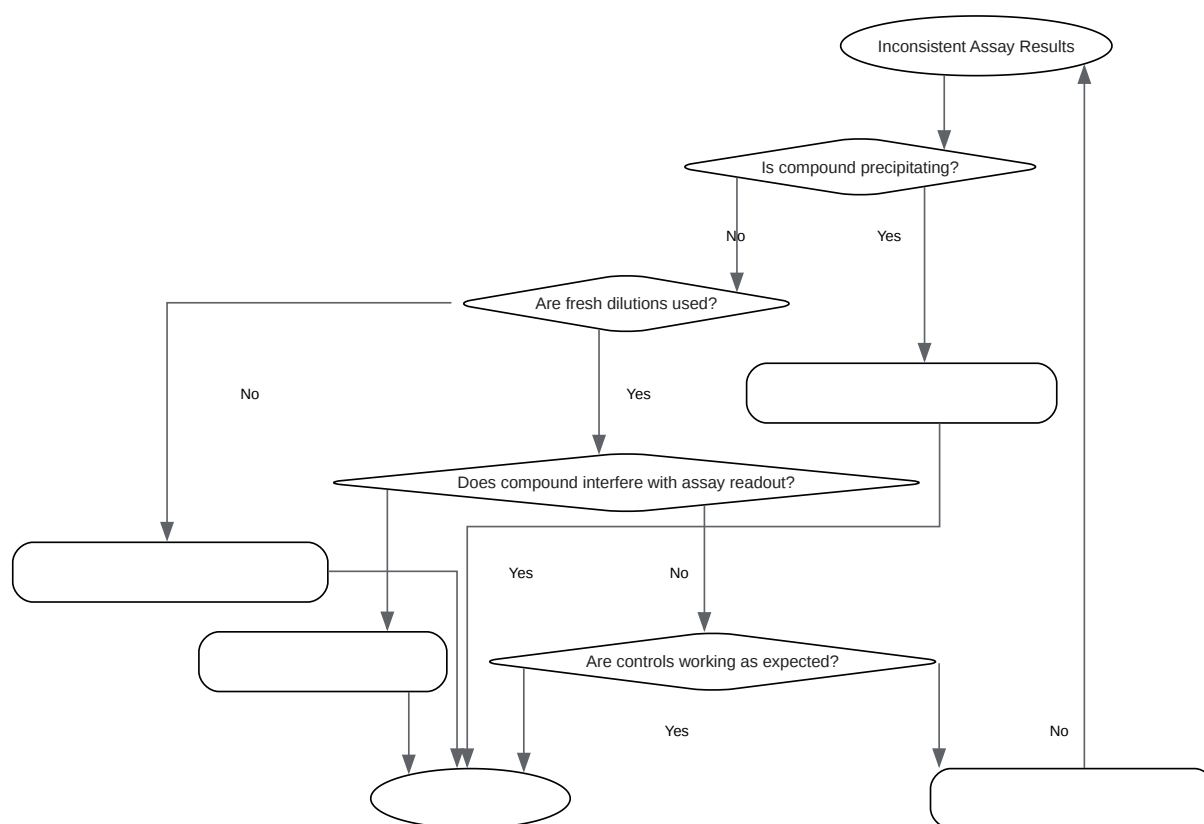 Inconsistent Assay Results
Is compound precipitating?
No
Yes
Are fresh dilutions used?
No
Yes
Does compound interfere with assay readout?
Yes
No
Are controls working as expected?
Yes
No